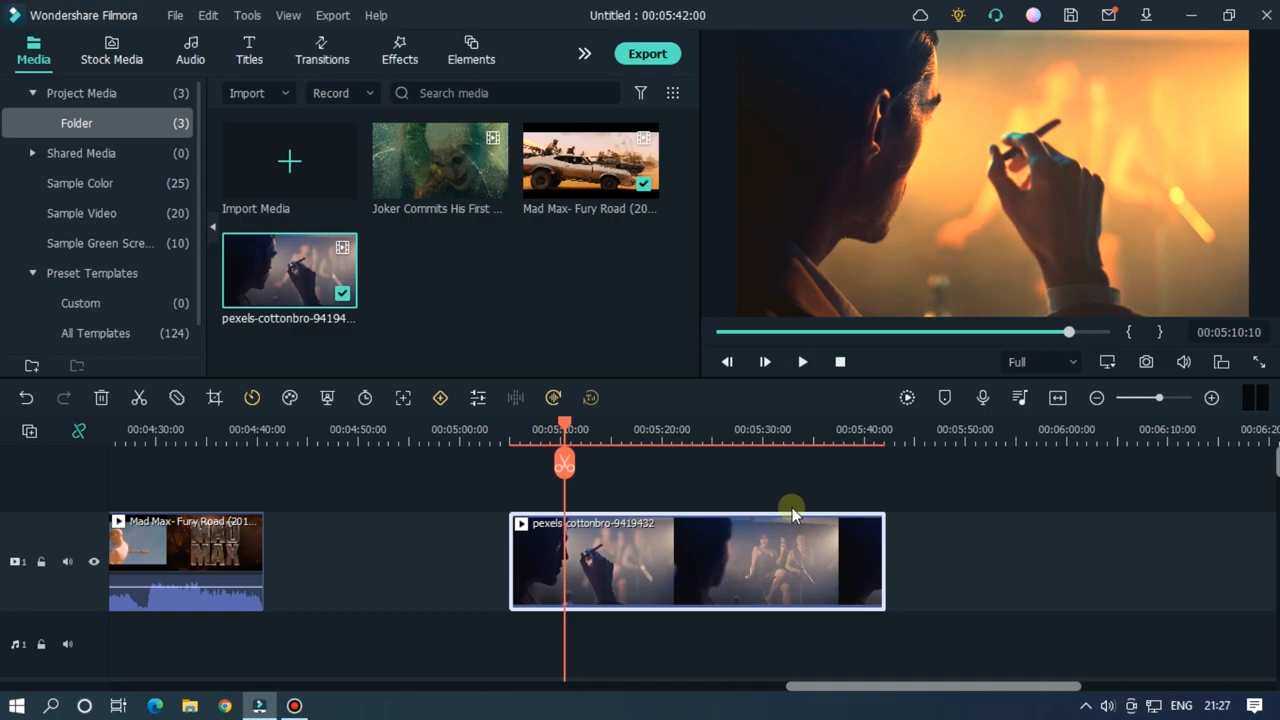 Wondershare Filmora
File Edit Tools View Export Help
Untitled : 00:05:42:00
Media Stock Media Audio Titles Transitions Effects Elements
Export
Project Media (3)
Folder (3)
Shared Media (0)
Sample Color (25)
Sample Video (20)
Sample Green Scre... (10)
Preset Templates
Custom (0)
All Templates (124)
Import Record Search media
Import Media
Joker Commits His First ...
Mad Max- Fury Road (20...
pexels-cottonbro-94194...
{ } 00:05:10:10
Full
00:04:30:00 00:04:40:00 00:04:50:00 00:05:00:00 00:05:10:00 00:05:20:00 00:05:30:00 00:05:40:00 00:05:50:00 00:06:00:00 00:06:10:00 00:06:20
Mad Max- Fury Road (201...
MAD
MAX
pexels-cottonbro-9419432
1
1
ENG 21:27